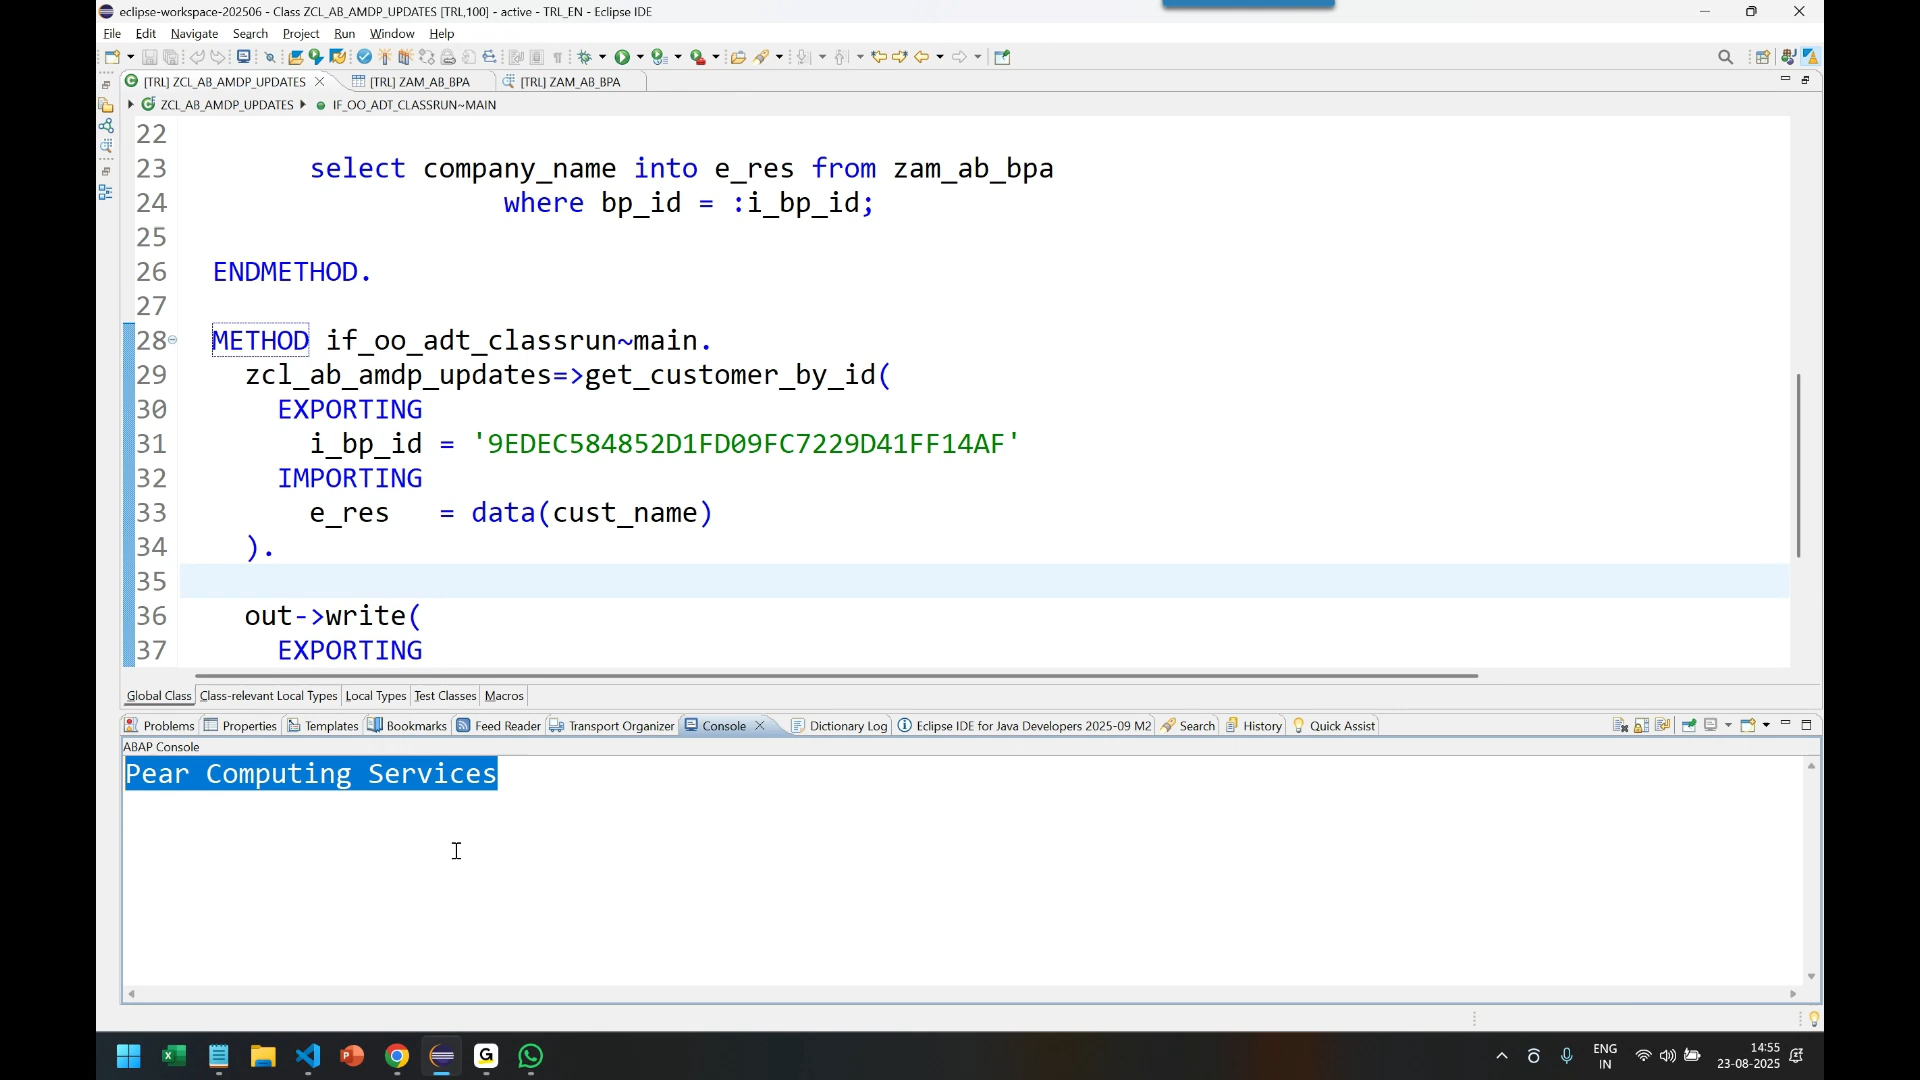 eclipse-workspace-202506 - Class ZCL_AB_AMDP_UPDATES [TRL,100] - active - TRL_EN - Eclipse IDE
File Edit Navigate Search Project Run Window Help
[TRL] ZCL_AB_AMDP_UPDATES [TRL] ZAM_AB_BPA [TRL] ZAM_AB_BPA
ZCL_AB_AMDP_UPDATES IF_OO_ADT_CLASSRUN~MAIN
22
23 select company_name into e_res from zam_ab_bpa
24 where bp_id = :i_bp_id;
25
26 ENDMETHOD.
27
28 METHOD if_oo_adt_classrun~main.
29 zcl_ab_amdp_updates=>get_customer_by_id(
30 EXPORTING
31 i_bp_id = '9EDEC584852D1FD09FC7229D41FF14AF'
32 IMPORTING
33 e_res = data(cust_name)
34 ).
35
36 out->write(
37 EXPORTING
Global Class Class-relevant Local Types Local Types Test Classes Macros
Problems Properties Templates Bookmarks Feed Reader Transport Organizer Console Dictionary Log Eclipse IDE for Java Developers 2025-09 M2 Search History Quick Assist
ABAP Console
Pear Computing Services
ENG
IN
14:55
23-08-2025